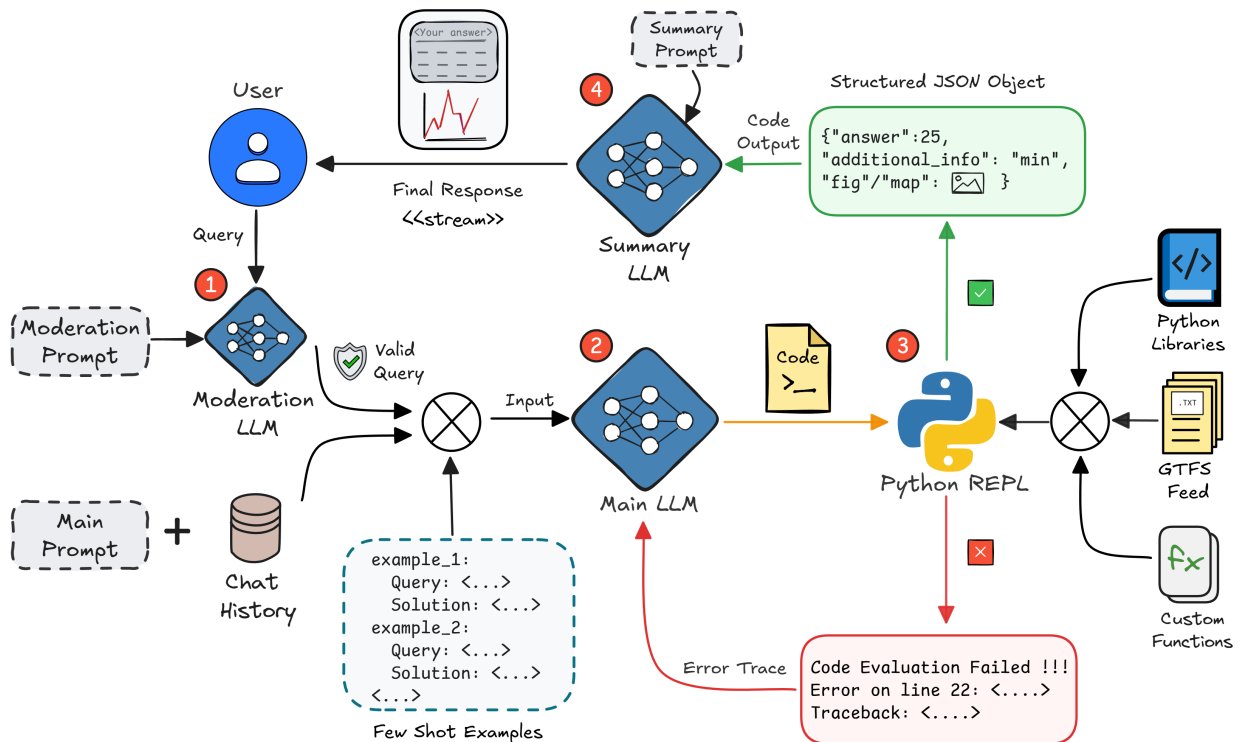 <Your answer>
Summary
Prompt
4
Structured JSON Object
User
Code
Output
{"answer":25,
"additional_info": "min",
"fig"/"map": }
Final Response
<<stream>>
Summary
LLM
Query
1
Moderation
Prompt
Moderation
LLM
Valid
Query
2
Input
Main LLM
Code
>_
3
Python REPL
</>
Python
Libraries
.TXT
GTFS
Feed
fx
Custom
Functions
Main
Prompt
+
Chat
History
example_1:
Query: <...>
Solution: <...>
example_2:
Query: <...>
Solution: <...>
<...>
Few Shot Examples
Error Trace
Code Evaluation Failed !!!
Error on line 22: <....>
Traceback: <....>